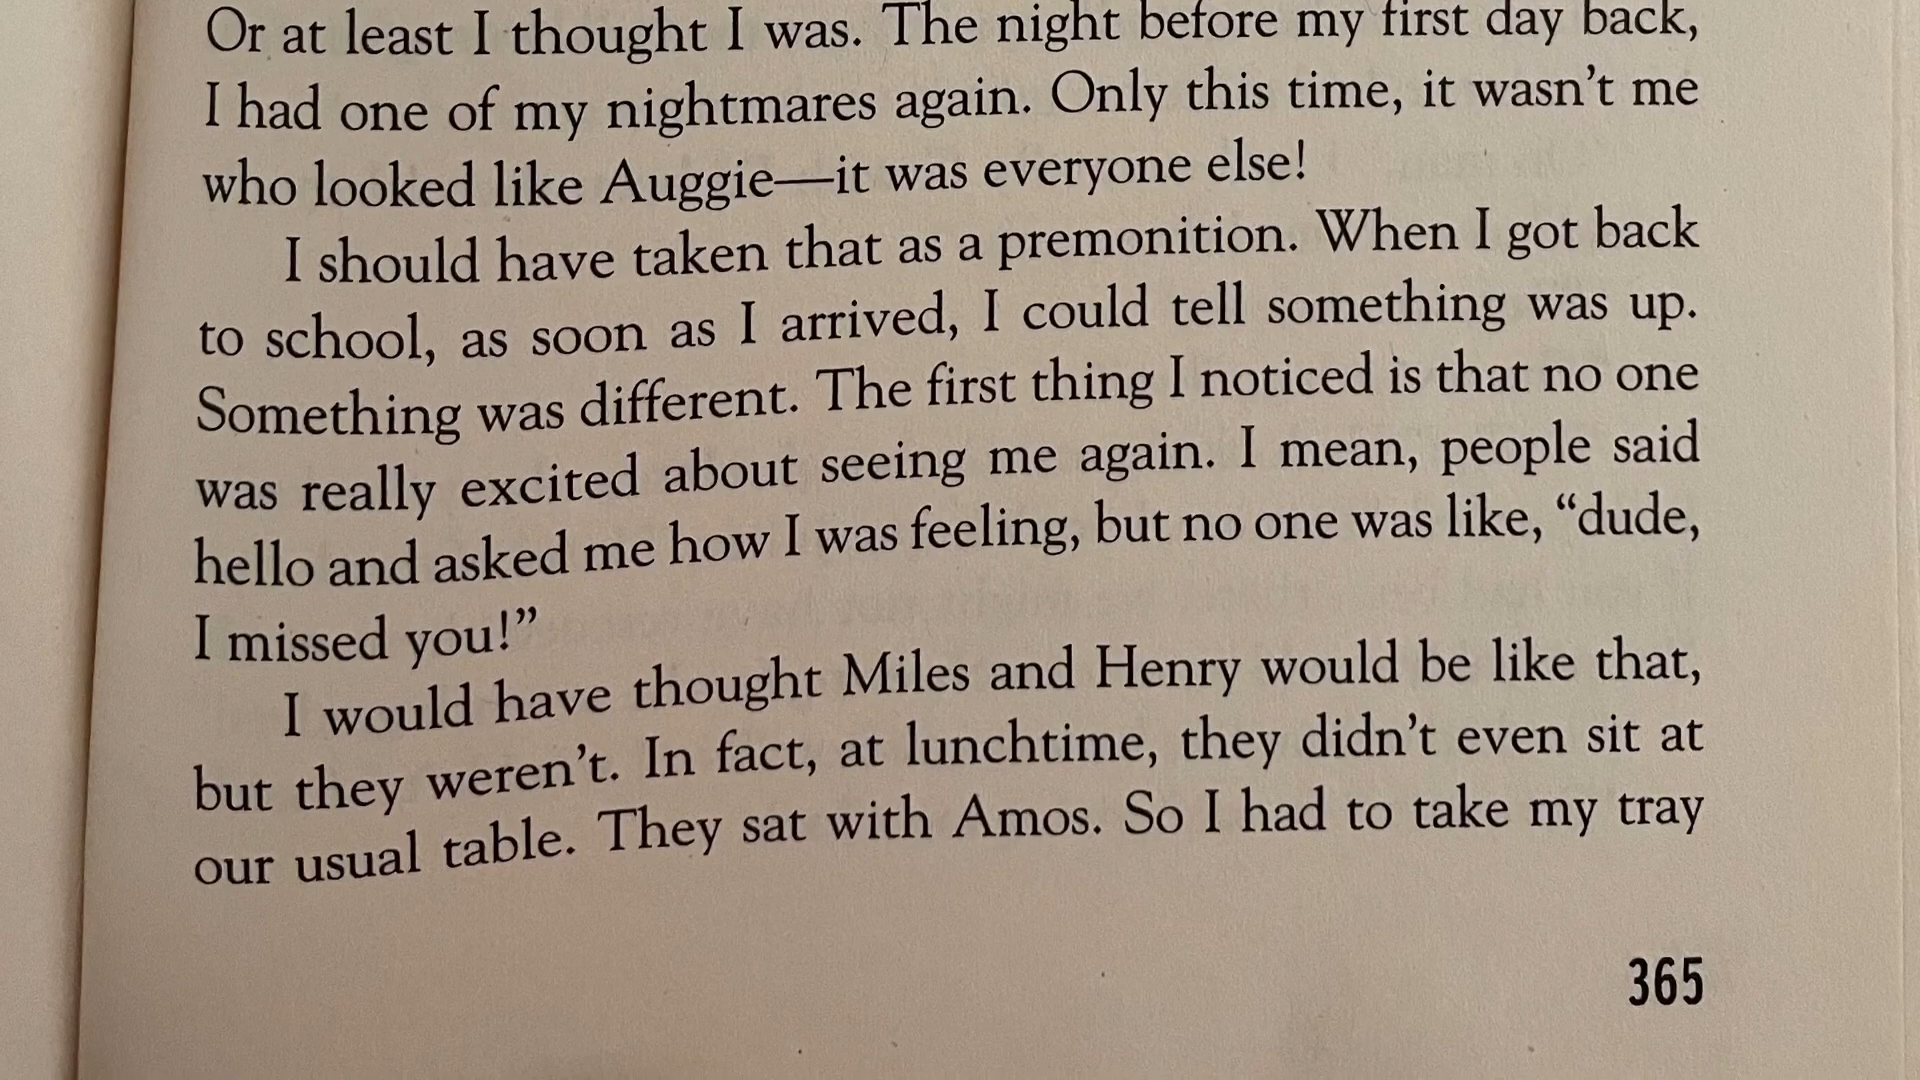 Or at least I thought I was. The night before my first day back,
I had one of my nightmares again. Only this time, it wasn’t me
who looked like Auggie—it was everyone else!
I should have taken that as a premonition. When I got back
to school, as soon as I arrived, I could tell something was up.
Something was different. The first thing I noticed is that no one
was really excited about seeing me again. I mean, people said
hello and asked me how I was feeling, but no one was like, “dude,
I missed you!”
I would have thought Miles and Henry would be like that,
but they weren’t. In fact, at lunchtime, they didn’t even sit at
our usual table. They sat with Amos. So I had to take my tray
365